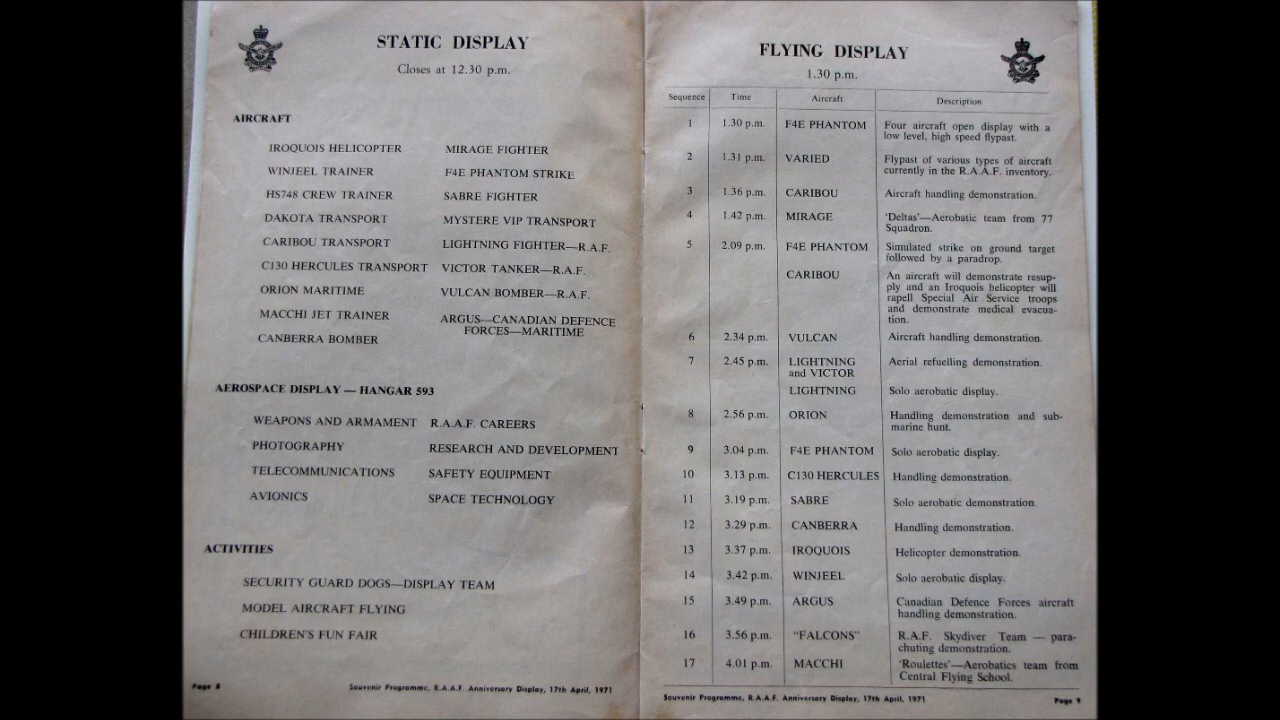 STATIC DISPLAY
Closes at 12.30 p.m.
AIRCRAFT
IROQUOIS HELICOPTER MIRAGE FIGHTER
WINJEEL TRAINER F4E PHANTOM STRIKE
HS748 CREW TRAINER SABRE FIGHTER
DAKOTA TRANSPORT MYSTERE VIP TRANSPORT
CARIBOU TRANSPORT LIGHTNING FIGHTER—R.A.F.
C130 HERCULES TRANSPORT VICTOR TANKER—R.A.F.
ORION MARITIME VULCAN BOMBER—R.A.F.
MACCHI JET TRAINER ARGUS—CANADIAN DEFENCE
FORCES—MARITIME
CANBERRA BOMBER
AEROSPACE DISPLAY — HANGAR 593
WEAPONS AND ARMAMENT R.A.A.F. CAREERS
PHOTOGRAPHY RESEARCH AND DEVELOPMENT
TELECOMMUNICATIONS SAFETY EQUIPMENT
AVIONICS SPACE TECHNOLOGY
ACTIVITIES
SECURITY GUARD DOGS—DISPLAY TEAM
MODEL AIRCRAFT FLYING
CHILDREN'S FUN FAIR
Page 8 Souvenir Programme, R.A.A.F. Anniversary Display, 17th April, 1971
FLYING DISPLAY
1.30 p.m.
Sequence Time Aircraft Description
1 1.30 p.m. F4E PHANTOM Four aircraft open display with a
low level, high speed flypast.
2 1.31 p.m. VARIED Flypast of various types of aircraft
currently in the R.A.A.F. inventory.
3 1.36 p.m. CARIBOU Aircraft handling demonstration.
4 1.42 p.m. MIRAGE 'Deltas'—Aerobatic team from 77
Squadron.
5 2.09 p.m. F4E PHANTOM Simulated strike on ground target
followed by a paradrop.
CARIBOU An aircraft will demonstrate resup-
ply and an Iroquois helicopter will
rapell Special Air Service troops
and demonstrate medical evacua-
tion.
6 2.34 p.m. VULCAN Aircraft handling demonstration.
7 2.45 p.m. LIGHTNING Aerial refuelling demonstration.
and VICTOR
LIGHTNING Solo aerobatic display.
8 2.56 p.m. ORION Handling demonstration and sub-
marine hunt.
9 3.04 p.m. F4E PHANTOM Solo aerobatic display.
10 3.13 p.m. C130 HERCULES Handling demonstration.
11 3.19 p.m. SABRE Solo aerobatic demonstration.
12 3.29 p.m. CANBERRA Handling demonstration.
13 3.37 p.m. IROQUOIS Helicopter demonstration.
14 3.42 p.m. WINJEEL Solo aerobatic display.
15 3.49 p.m. ARGUS Canadian Defence Forces aircraft
handling demonstration.
16 3.56 p.m. "FALCONS" R.A.F. Skydiver Team — para-
chuting demonstration.
17 4.01 p.m. MACCHI 'Roulettes'—Aerobatics team from
Central Flying School.
Souvenir Programme, R.A.A.F. Anniversary Display, 17th April, 1971 Page 9